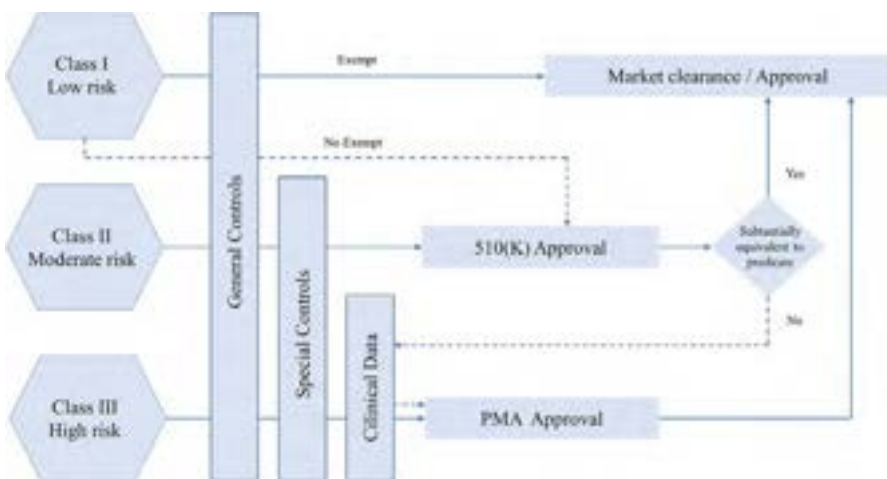 Class I
Low risk
Exempt
Market clearance / Approval
No Exempt
General Controls
Class II
Moderate risk
Special Controls
510(K) Approval
Substantially
equivalent to
predicate
Yes
No
Cilinical Data
Class III
High risk
PMA Approval